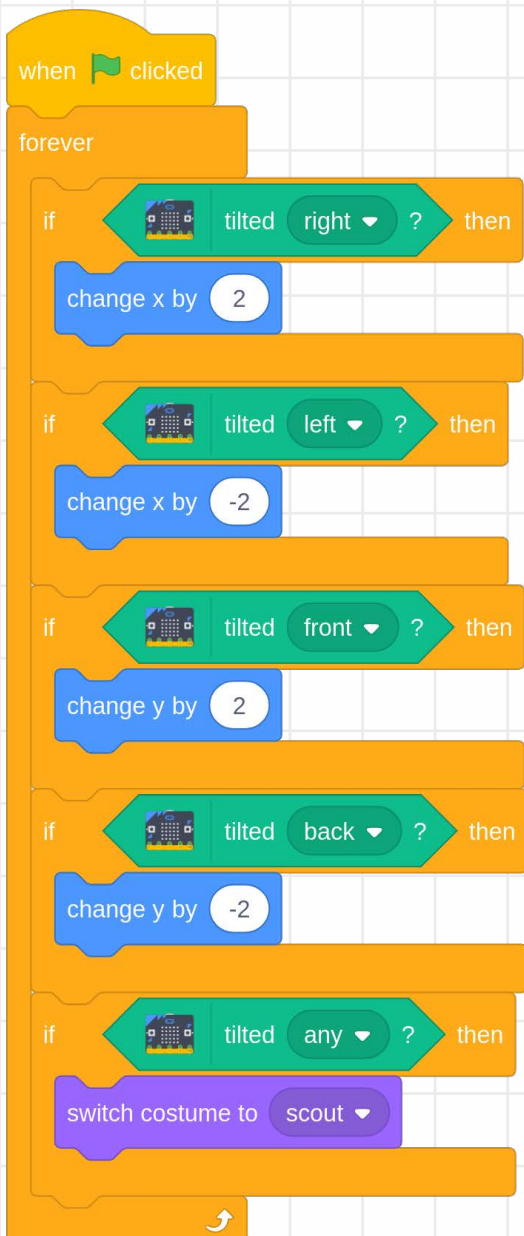 when clicked
forever
if tilted right ? then
change x by 2
if tilted left ? then
change x by -2
if tilted front ? then
change y by 2
if tilted back ? then
change y by -2
if tilted any ? then
switch costume to scout